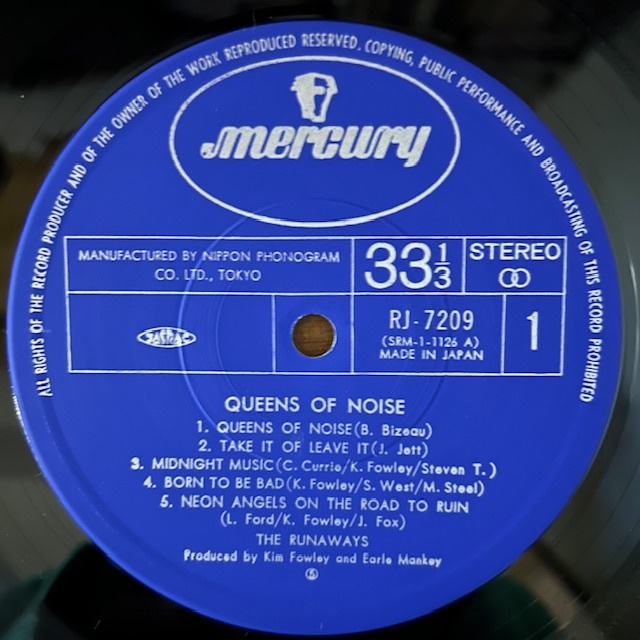 ALL RIGHTS OF THE RECORD PRODUCER AND OF THE OWNER OF THE WORK REPRODUCED RESERVED. COPYING, PUBLIC PERFORMANCE AND BROADCASTING OF THIS RECORD PROHIBITED
mercury
MANUFACTURED BY NIPPON PHONOGRAM
CO. LTD., TOKYO
33 1/3
STEREO
JASRAC
RJ-7209
(SRM-1-1126 A)
MADE IN JAPAN
1
QUEENS OF NOISE
1. QUEENS OF NOISE (B. Bizeau)
2. TAKE IT OF LEAVE IT (J. Jett)
3. MIDNIGHT MUSIC (C. Currie/K. Fowley/Steven T.)
4. BORN TO BE BAD (K. Fowley/S. West/M. Steel)
5. NEON ANGELS ON THE ROAD TO RUIN
(L. Ford/K. Fowley/J. Fox)
THE RUNAWAYS
Produced by Kim Fowley and Earle Mankey